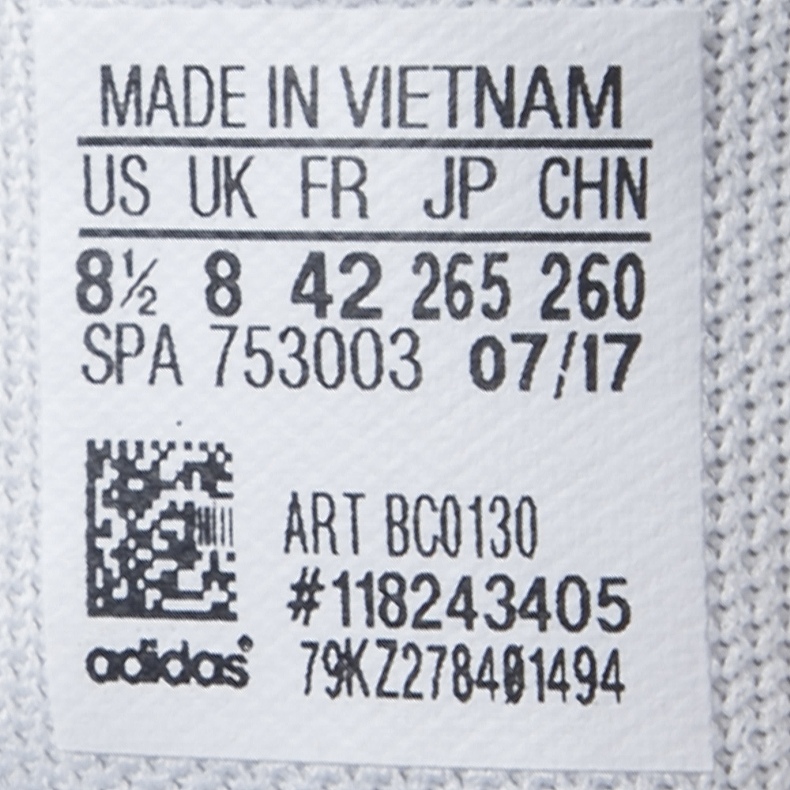 MADE IN VIETNAM
US UK FR JP CHN
8½ 8 42 265 260
SPA 753003 07/17
ART BC0130
#118243405
adidas®